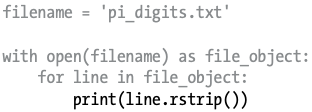 filename = 'pi_digits.txt'
with open(filename) as file_object:
    for line in file_object:
        print(line.rstrip())